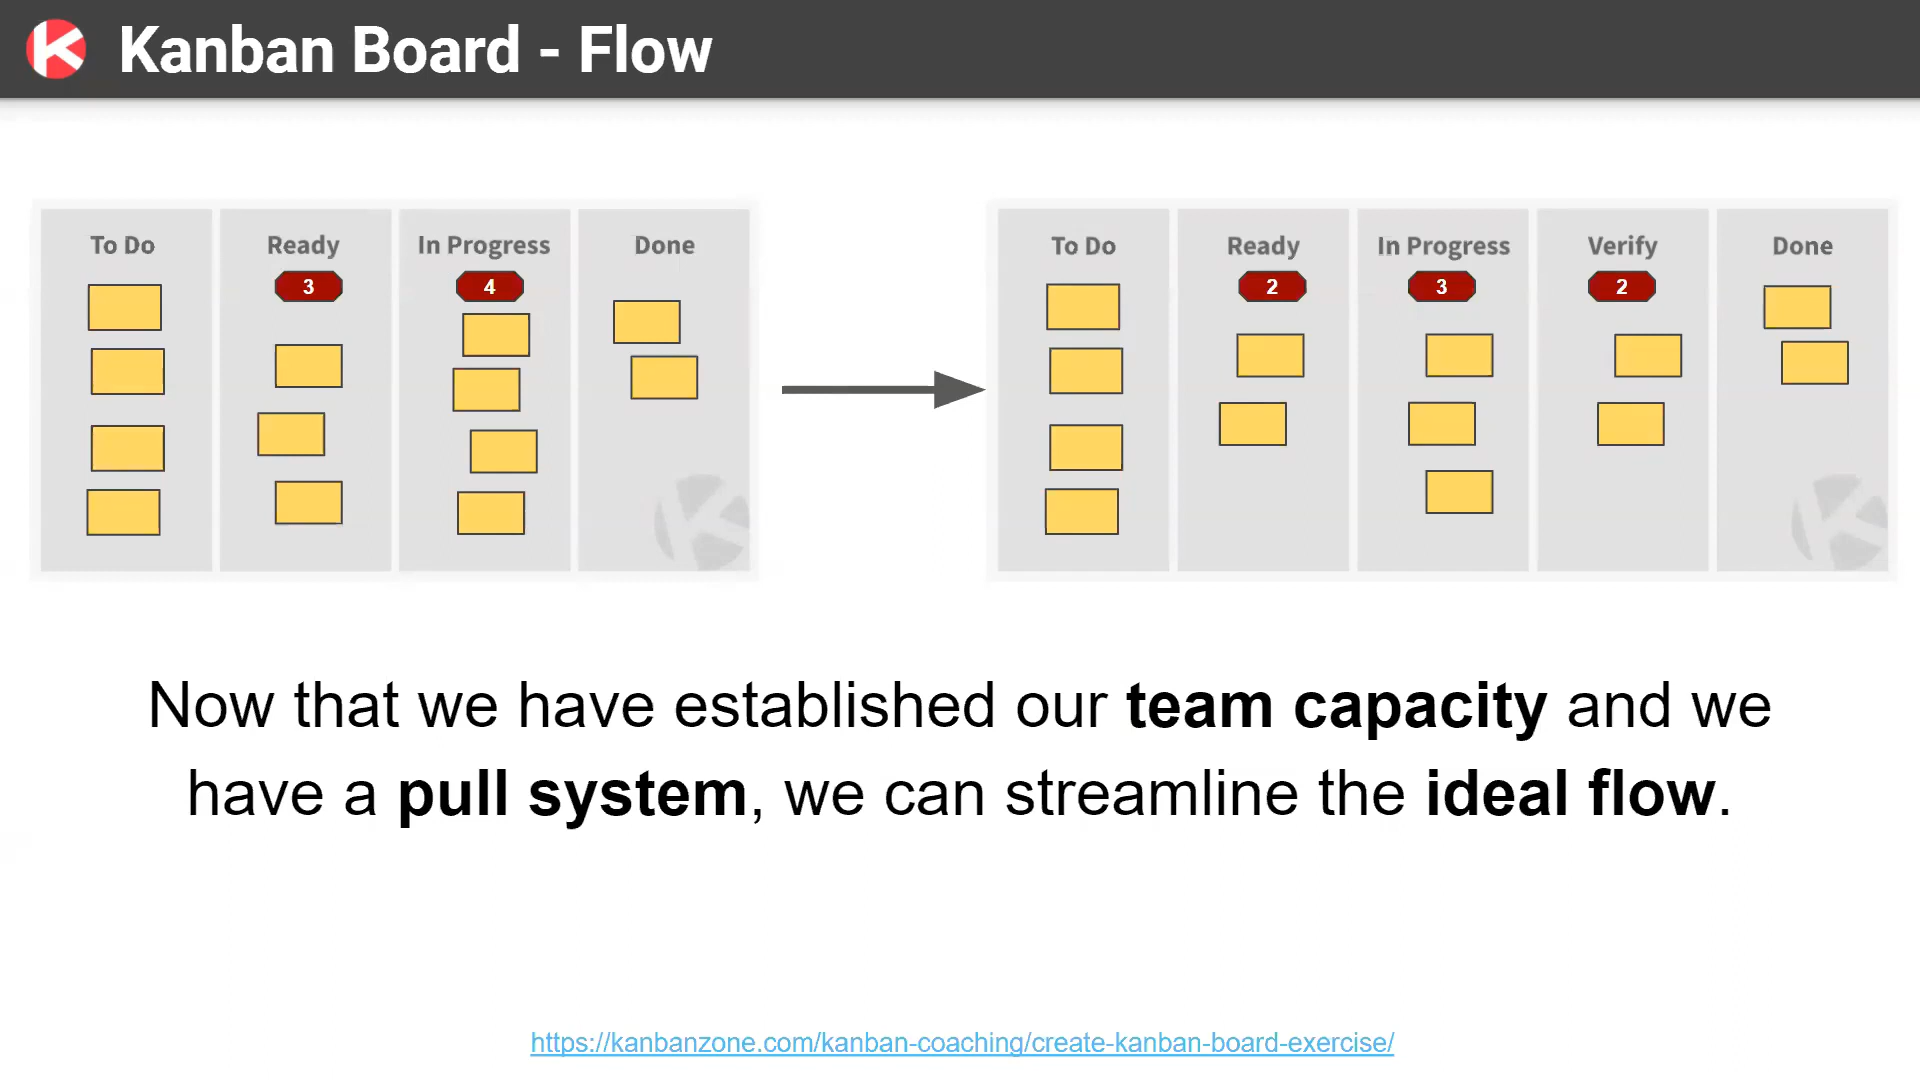 Kanban Board - Flow
To Do Ready In Progress Done
3 4
To Do Ready In Progress Verify Done
2 3 2
Now that we have established our team capacity and we
have a pull system, we can streamline the ideal flow.
https://kanbanzone.com/kanban-coaching/create-kanban-board-exercise/